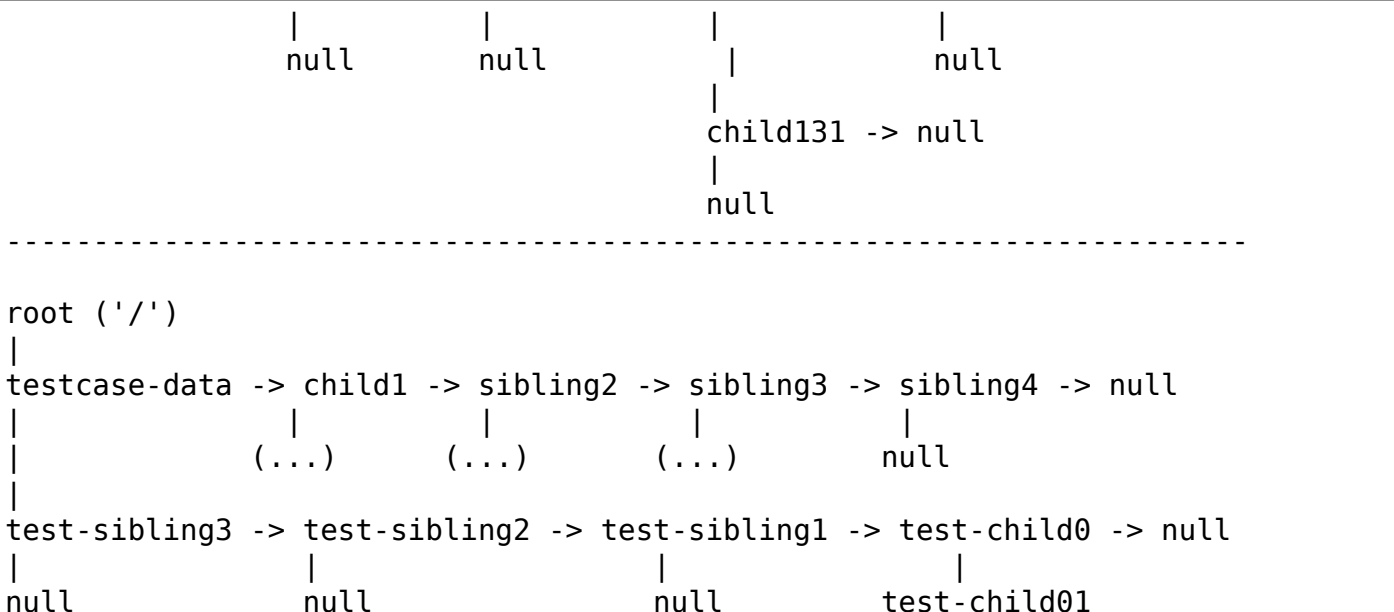 |          |             |             |
                null       null          |            null
                                        |
                                        child131 -> null
                                        |
                                        null
-----------------------------------------------------------------------
root ('/')
|
testcase-data -> child1 -> sibling2 -> sibling3 -> sibling4 -> null
|                |          |           |           |
|              (...)      (...)       (...)        null
|
test-sibling3 -> test-sibling2 -> test-sibling1 -> test-child0 -> null
|                |                   |                |
null             null                null         test-child01